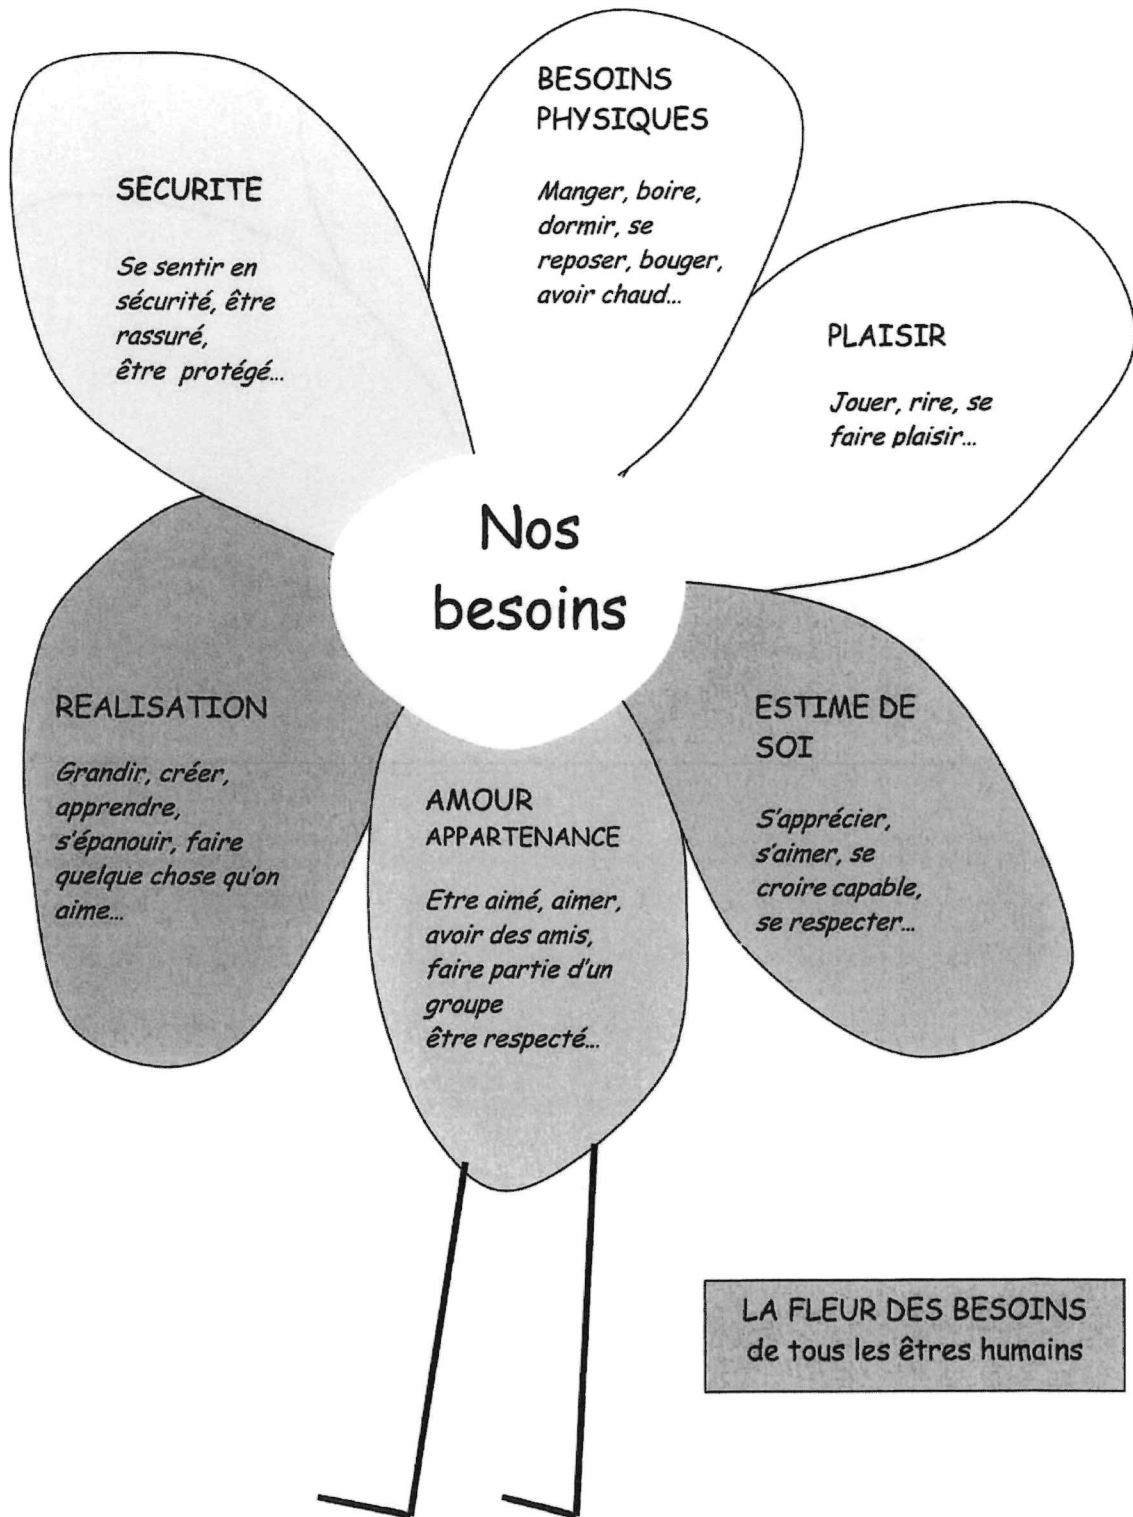 BESOINS
PHYSIQUES
Manger, boire,
dormir, se
reposer, bouger,
avoir chaud...
SECURITE
Se sentir en
sécurité, être
rassuré,
être protégé...
PLAISIR
Jouer, rire, se
faire plaisir...
Nos
besoins
REALISATION
Grandir, créer,
apprendre,
s'épanouir, faire
quelque chose qu'on
aime...
AMOUR
APPARTENANCE
Etre aimé, aimer,
avoir des amis,
faire partie d'un
groupe
être respecté...
ESTIME DE
SOI
S'apprécier,
s'aimer, se
croire capable,
se respecter...
LA FLEUR DES BESOINS
de tous les êtres humains